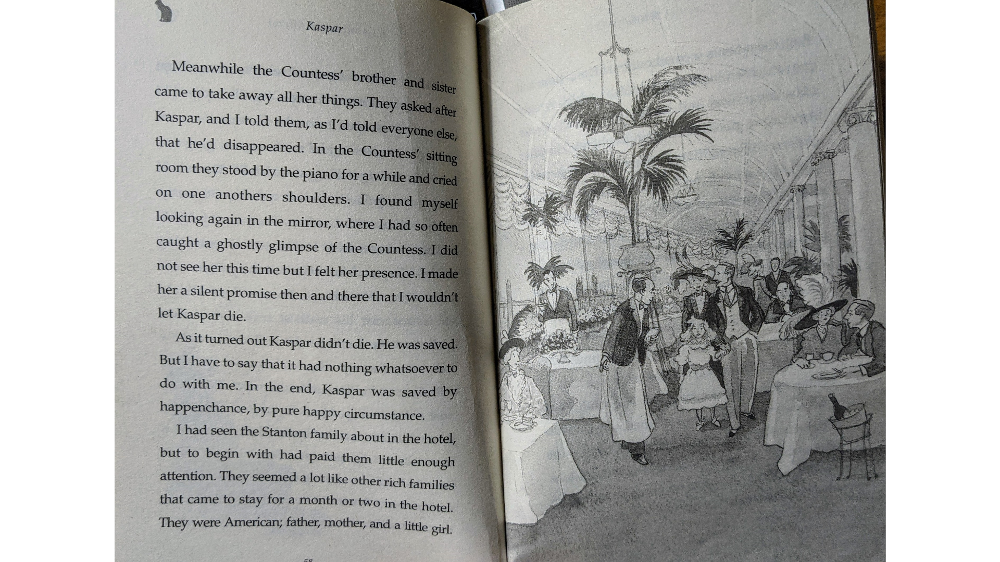 Kaspar
Meanwhile the Countess’ brother and sister
came to take away all her things. They asked after
Kaspar, and I told them, as I’d told everyone else,
that he’d disappeared. In the Countess’ sitting
room they stood by the piano for a while and cried
on one anothers shoulders. I found myself
looking again in the mirror, where I had so often
caught a ghostly glimpse of the Countess. I did
not see her this time but I felt her presence. I made
her a silent promise then and there that I wouldn’t
let Kaspar die.
As it turned out Kaspar didn’t die. He was saved.
But I have to say that it had nothing whatsoever to
do with me. In the end, Kaspar was saved by
happenchance, by pure happy circumstance.
I had seen the Stanton family about in the hotel,
but to begin with had paid them little enough
attention. They seemed a lot like other rich families
that came to stay for a month or two in the hotel.
They were American; father, mother, and a little girl.